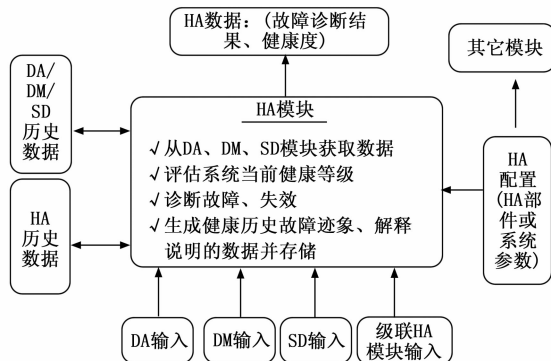 HA数据：(故障诊断结
果、健康度)
其它模块
DA/
DM/
SD
历史
数据
HA
历史
数据
HA模块
√从DA、DM、SD模块获取数据
√评估系统当前健康等级
√诊断故障、失效
√生成健康历史故障迹象、解释
说明的数据并存储
HA
配置
(HA部
件或
系统
参数)
DA输入
DM输入
SD输入
级联HA
模块输入